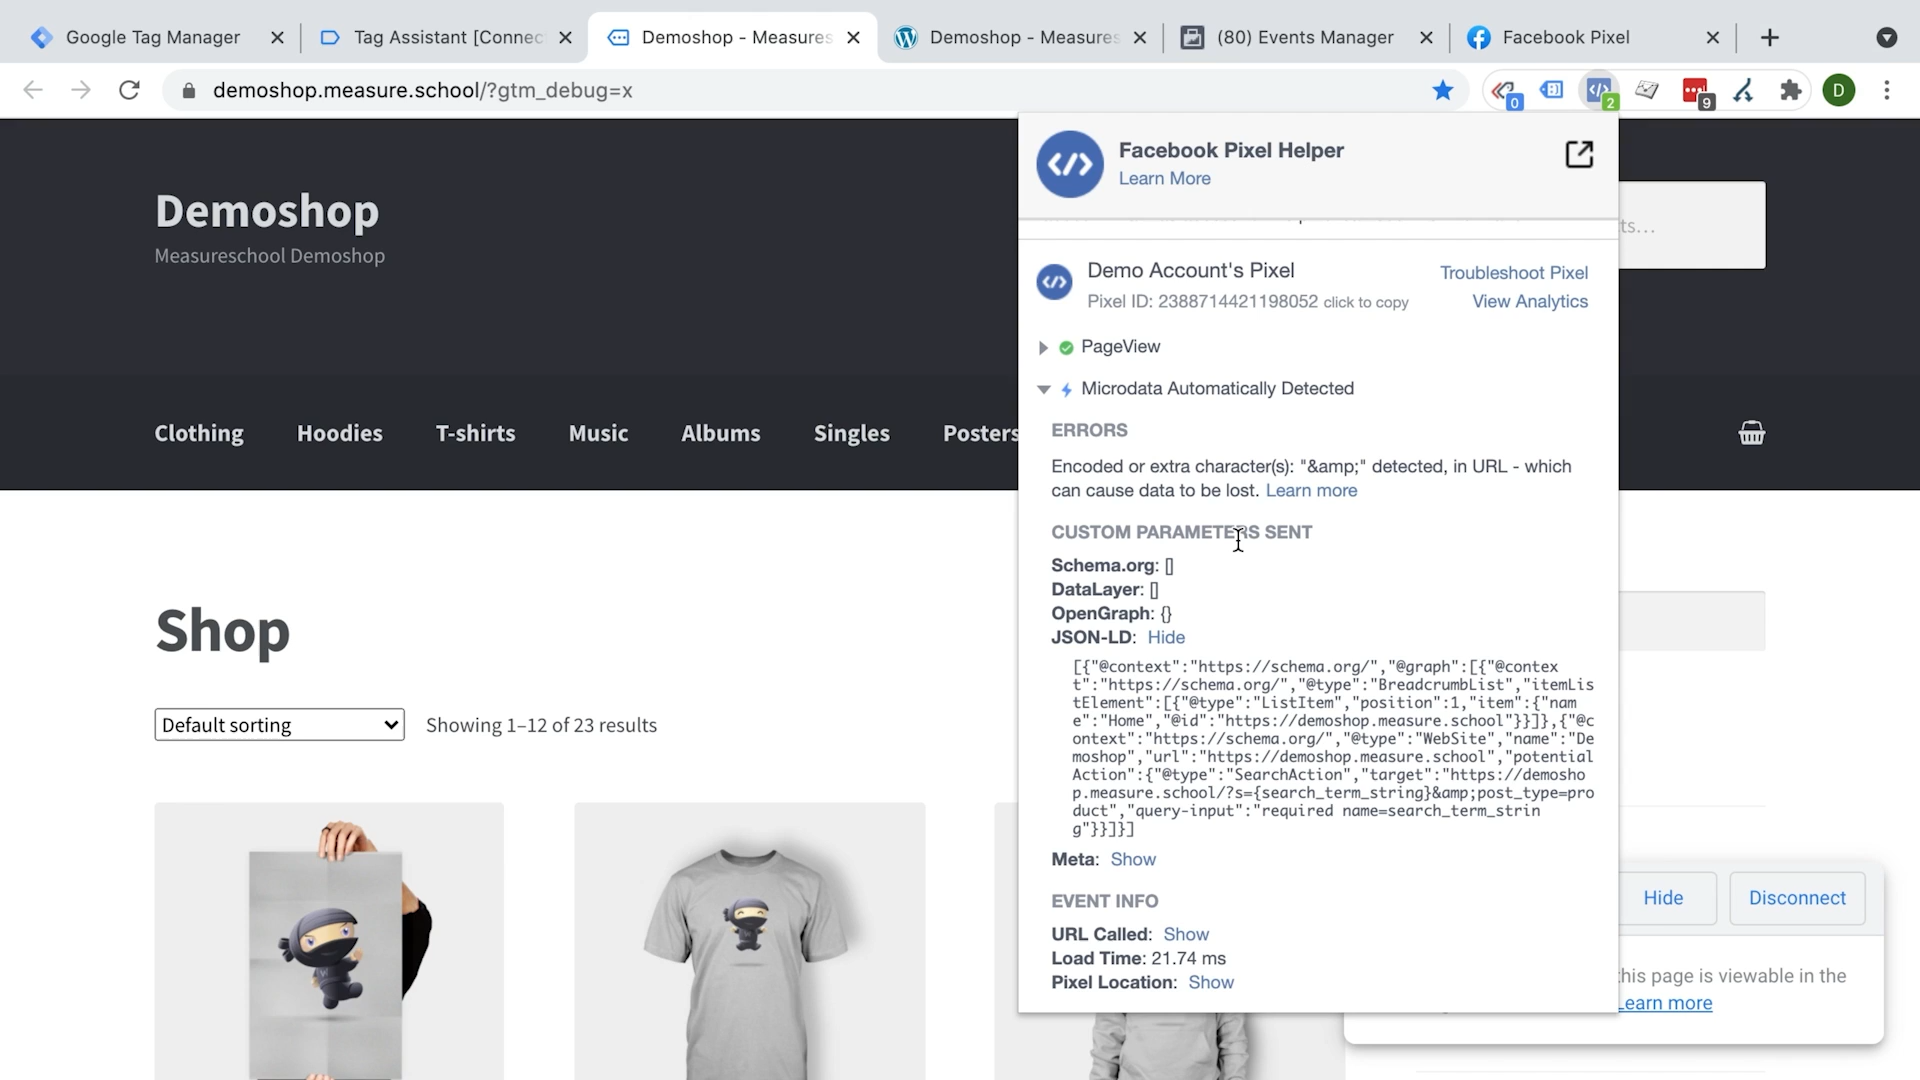 Google Tag Manager
Tag Assistant [Connec
Demoshop - Measures
Demoshop - Measures
(80) Events Manager
Facebook Pixel
demoshop.measure.school/?gtm_debug=x
0
2
9
D
Facebook Pixel Helper
Learn More
Demoshop
Measureschool Demoshop
ts…
Demo Account's Pixel
Troubleshoot Pixel
Pixel ID: 2388714421198052 click to copy
View Analytics
PageView
Microdata Automatically Detected
Clothing Hoodies T-shirts Music Albums Singles Posters
ERRORS
Encoded or extra character(s): "&amp;" detected, in URL - which
can cause data to be lost. Learn more
CUSTOM PARAMETERS SENT
Schema.org: []
DataLayer: []
OpenGraph: {}
JSON-LD: Hide
[{"@context":"https://schema.org/","@graph":[{"@contex
t":"https://schema.org/","@type":"BreadcrumbList","itemLis
tElement":[{"@type":"ListItem","position":1,"item":{"nam
e":"Home","@id":"https://demoshop.measure.school"}}]},{"@c
ontext":"https://schema.org/","@type":"WebSite","name":"De
moshop","url":"https://demoshop.measure.school","potential
Action":{"@type":"SearchAction","target":"https://demosho
p.measure.school/?s={search_term_string}&amp;post_type=pro
duct","query-input":"required name=search_term_strin
g"}}]}]
Meta: Show
EVENT INFO
URL Called: Show
Load Time: 21.74 ms
Pixel Location: Show
Shop
Default sorting
Showing 1–12 of 23 results
Hide
Disconnect
this page is viewable in the
Learn more